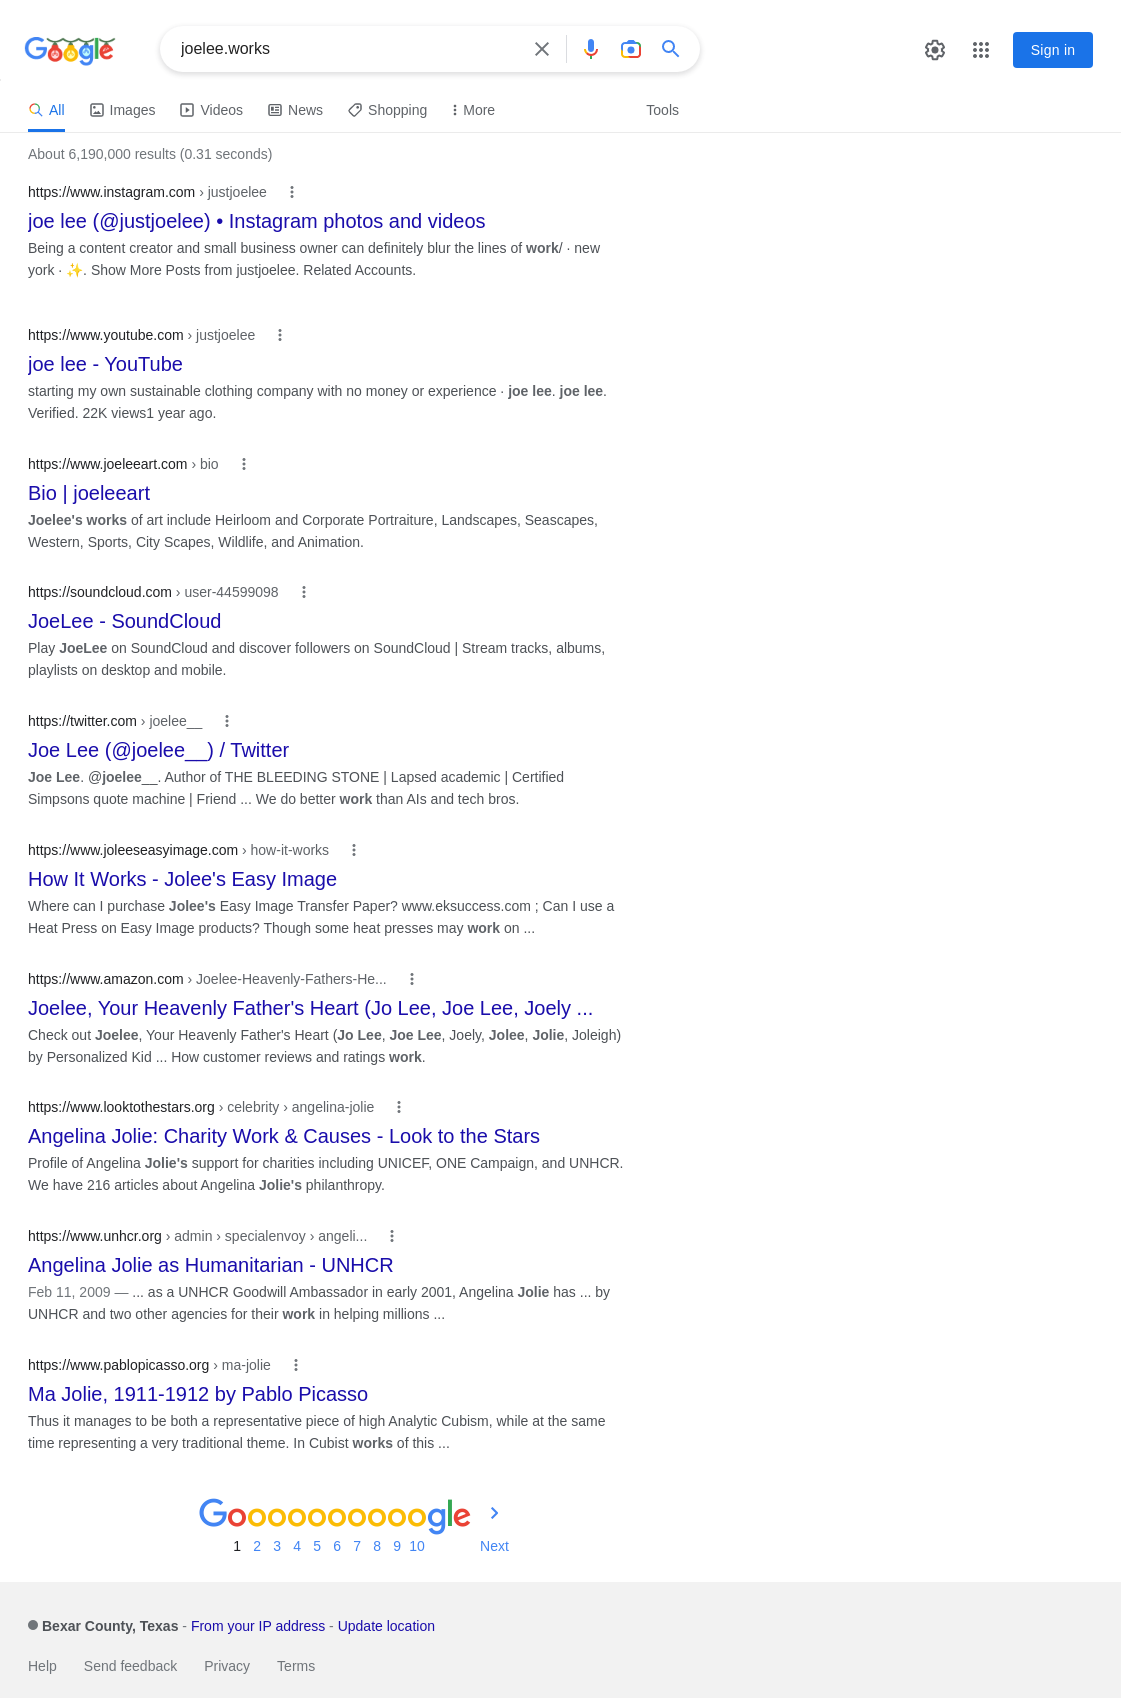 Google
joelee.works
Sign in
All
Images
Videos
News
Shopping
More
Tools
About 6,190,000 results (0.31 seconds)
https://www.instagram.com › justjoelee
joe lee (@justjoelee) • Instagram photos and videos
Being a content creator and small business owner can definitely blur the lines of work/ · new
york · ✨. Show More Posts from justjoelee. Related Accounts.
https://www.youtube.com › justjoelee
joe lee - YouTube
starting my own sustainable clothing company with no money or experience · joe lee. joe lee.
Verified. 22K views1 year ago.
https://www.joeleeart.com › bio
Bio | joeleeart
Joelee's works of art include Heirloom and Corporate Portraiture, Landscapes, Seascapes,
Western, Sports, City Scapes, Wildlife, and Animation.
https://soundcloud.com › user-44599098
JoeLee - SoundCloud
Play JoeLee on SoundCloud and discover followers on SoundCloud | Stream tracks, albums,
playlists on desktop and mobile.
https://twitter.com › joelee__
Joe Lee (@joelee__) / Twitter
Joe Lee. @joelee__. Author of THE BLEEDING STONE | Lapsed academic | Certified
Simpsons quote machine | Friend ... We do better work than AIs and tech bros.
https://www.joleeseasyimage.com › how-it-works
How It Works - Jolee's Easy Image
Where can I purchase Jolee's Easy Image Transfer Paper? www.eksuccess.com ; Can I use a
Heat Press on Easy Image products? Though some heat presses may work on ...
https://www.amazon.com › Joelee-Heavenly-Fathers-He...
Joelee, Your Heavenly Father's Heart (Jo Lee, Joe Lee, Joely ...
Check out Joelee, Your Heavenly Father's Heart (Jo Lee, Joe Lee, Joely, Jolee, Jolie, Joleigh)
by Personalized Kid ... How customer reviews and ratings work.
https://www.looktothestars.org › celebrity › angelina-jolie
Angelina Jolie: Charity Work & Causes - Look to the Stars
Profile of Angelina Jolie's support for charities including UNICEF, ONE Campaign, and UNHCR.
We have 216 articles about Angelina Jolie's philanthropy.
https://www.unhcr.org › admin › specialenvoy › angeli...
Angelina Jolie as Humanitarian - UNHCR
Feb 11, 2009 — ... as a UNHCR Goodwill Ambassador in early 2001, Angelina Jolie has ... by
UNHCR and two other agencies for their work in helping millions ...
https://www.pablopicasso.org › ma-jolie
Ma Jolie, 1911-1912 by Pablo Picasso
Thus it manages to be both a representative piece of high Analytic Cubism, while at the same
time representing a very traditional theme. In Cubist works of this ...
Goooooooooogle
1 2 3 4 5 6 7 8 9 10 Next
Bexar County, Texas - From your IP address - Update location
Help Send feedback Privacy Terms